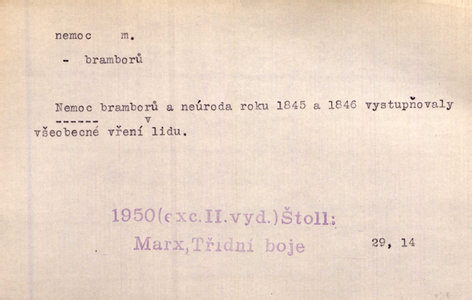 nemoc m.
- bramborů
Nemoc bramborů a neúroda roku 1845 a 1846 vystupňovaly
v
všeobecné vření lidu.
1950(exc.II.vyd.)Štoll:
Marx,Třídní boje 29, 14